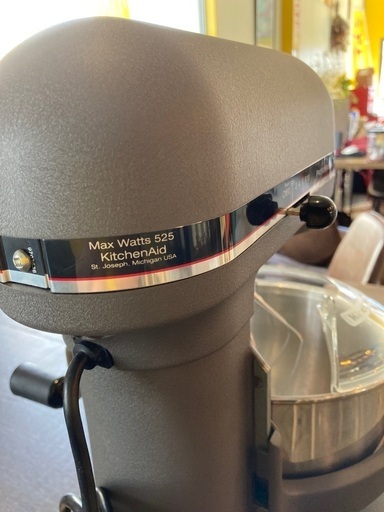 Max Watts 525
KitchenAid
St. Joseph, Michigan USA